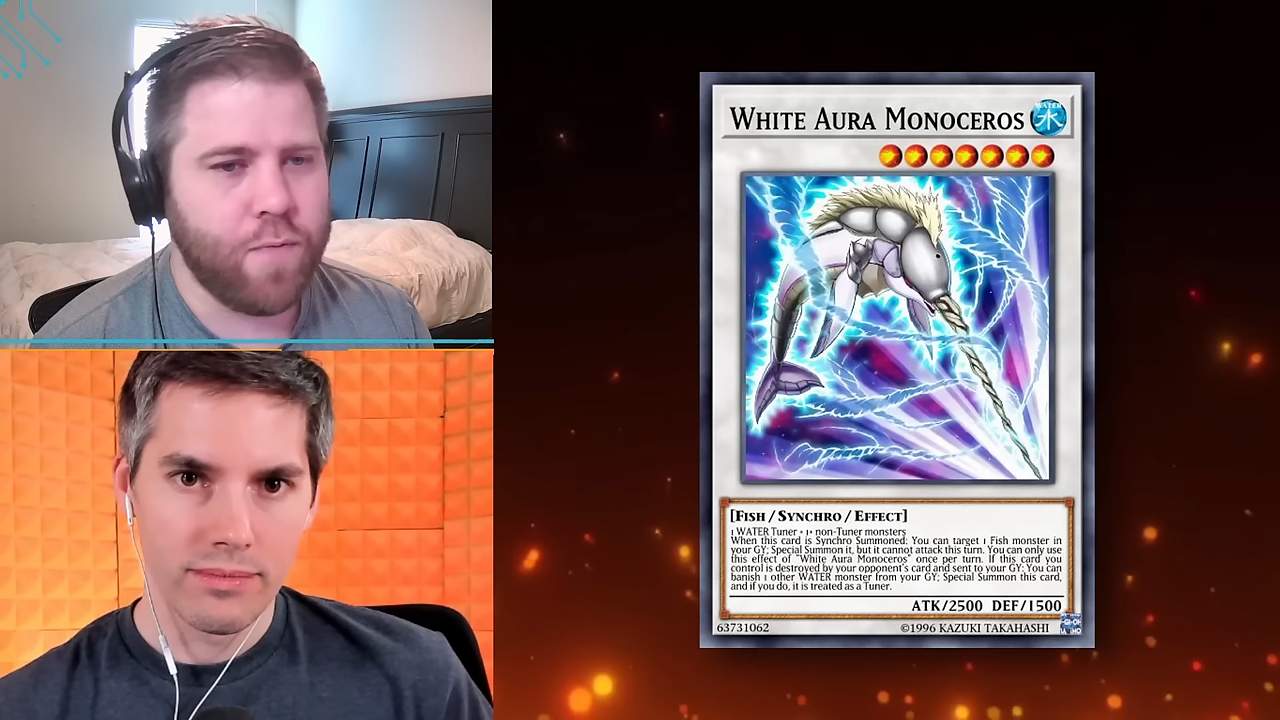 WHITE AURA MONOCEROS
WATER
水
[FISH / SYNCHRO / EFFECT]
1 WATER Tuner + 1+ non-Tuner monsters
When this card is Synchro Summoned: You can target 1 Fish monster in
your GY; Special Summon it, but it cannot attack this turn. You can only use
this effect of "White Aura Monoceros" once per turn. If this card you
control is destroyed by your opponent's card and sent to your GY: You can
banish 1 other WATER monster from your GY; Special Summon this card,
and if you do, it is treated as a Tuner.
ATK/2500 DEF/1500
63731062
©1996 KAZUKI TAKAHASHI